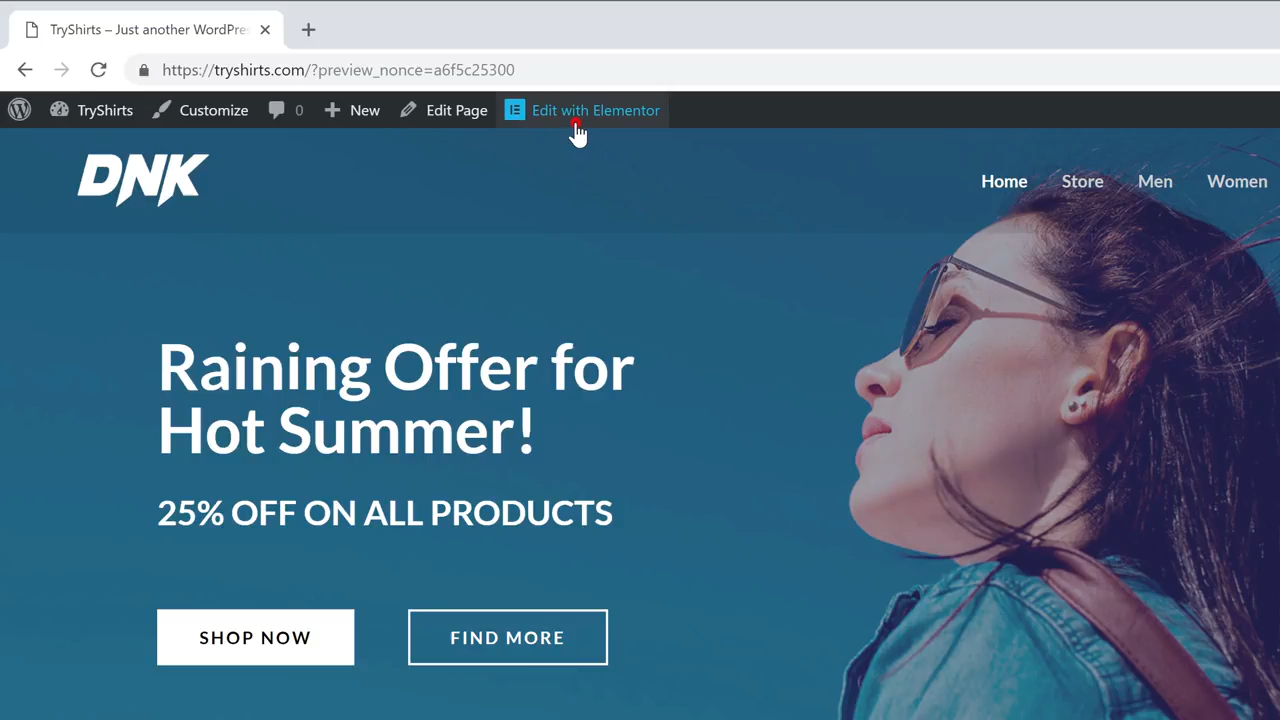 TryShirts – Just another WordPre
https://tryshirts.com/?preview_nonce=a6f5c25300
TryShirts Customize 0 New Edit Page Edit with Elementor
DNK
Home Store Men Women
Raining Offer for
Hot Summer!
25% OFF ON ALL PRODUCTS
SHOP NOW FIND MORE